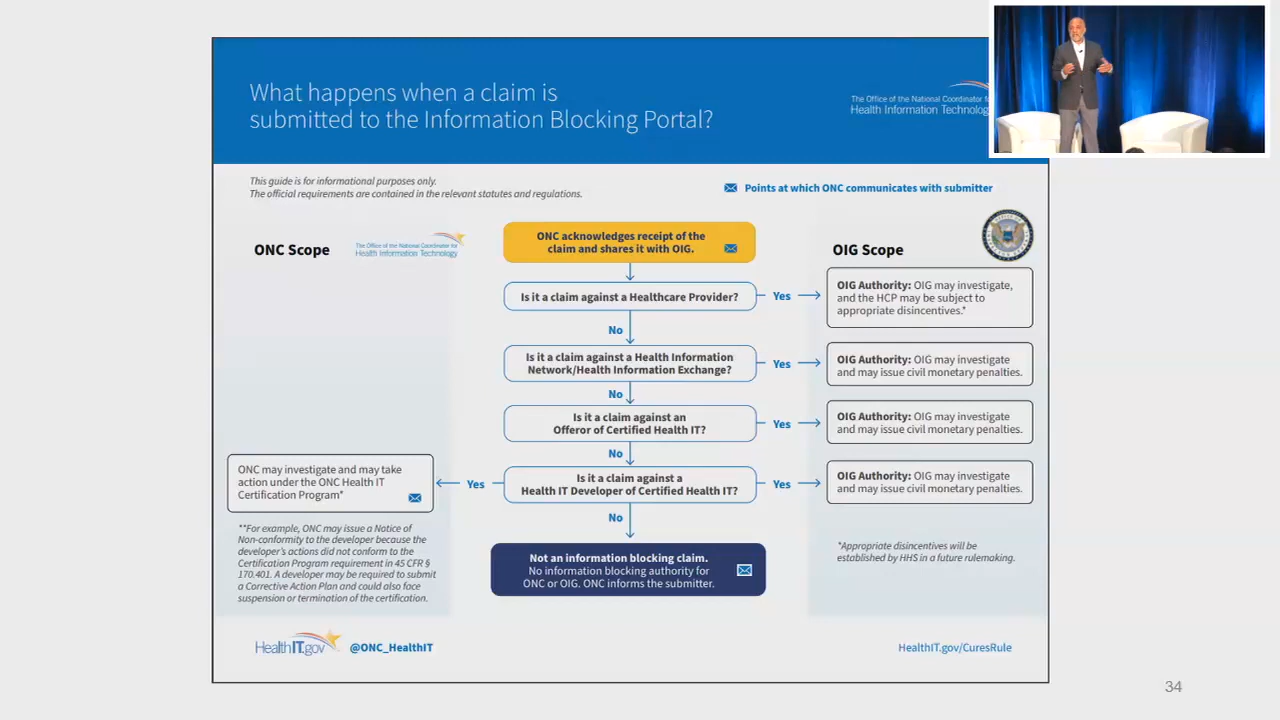 What happens when a claim is
submitted to the Information Blocking Portal?
The Office of the National Coordinator for
Health Information Technology
This guide is for informational purposes only.
The official requirements are contained in the relevant statutes and regulations.
Points at which ONC communicates with submitter
ONC Scope
The Office of the National Coordinator for
Health Information Technology
ONC acknowledges receipt of the
claim and shares it with OIG.
OIG Scope
Is it a claim against a Healthcare Provider?
Yes
OIG Authority: OIG may investigate,
and the HCP may be subject to
appropriate disincentives.*
No
Is it a claim against a Health Information
Network/Health Information Exchange?
Yes
OIG Authority: OIG may investigate
and may issue civil monetary penalties.
No
Is it a claim against an
Offeror of Certified Health IT?
Yes
OIG Authority: OIG may investigate
and may issue civil monetary penalties.
No
ONC may investigate and may take
action under the ONC Health IT
Certification Program*
Yes
Is it a claim against a
Health IT Developer of Certified Health IT?
Yes
OIG Authority: OIG may investigate
and may issue civil monetary penalties.
No
**For example, ONC may issue a Notice of
Non-conformity to the developer because the
developer's actions did not conform to the
Certification Program requirement in 45 CFR §
170.401. A developer may be required to submit
a Corrective Action Plan and could also face
suspension or termination of the certification.
Not an information blocking claim.
No information blocking authority for
ONC or OIG. ONC informs the submitter.
*Appropriate disincentives will be
established by HHS in a future rulemaking.
HealthIT.gov
@ONC_HealthIT
HealthIT.gov/CuresRule
34